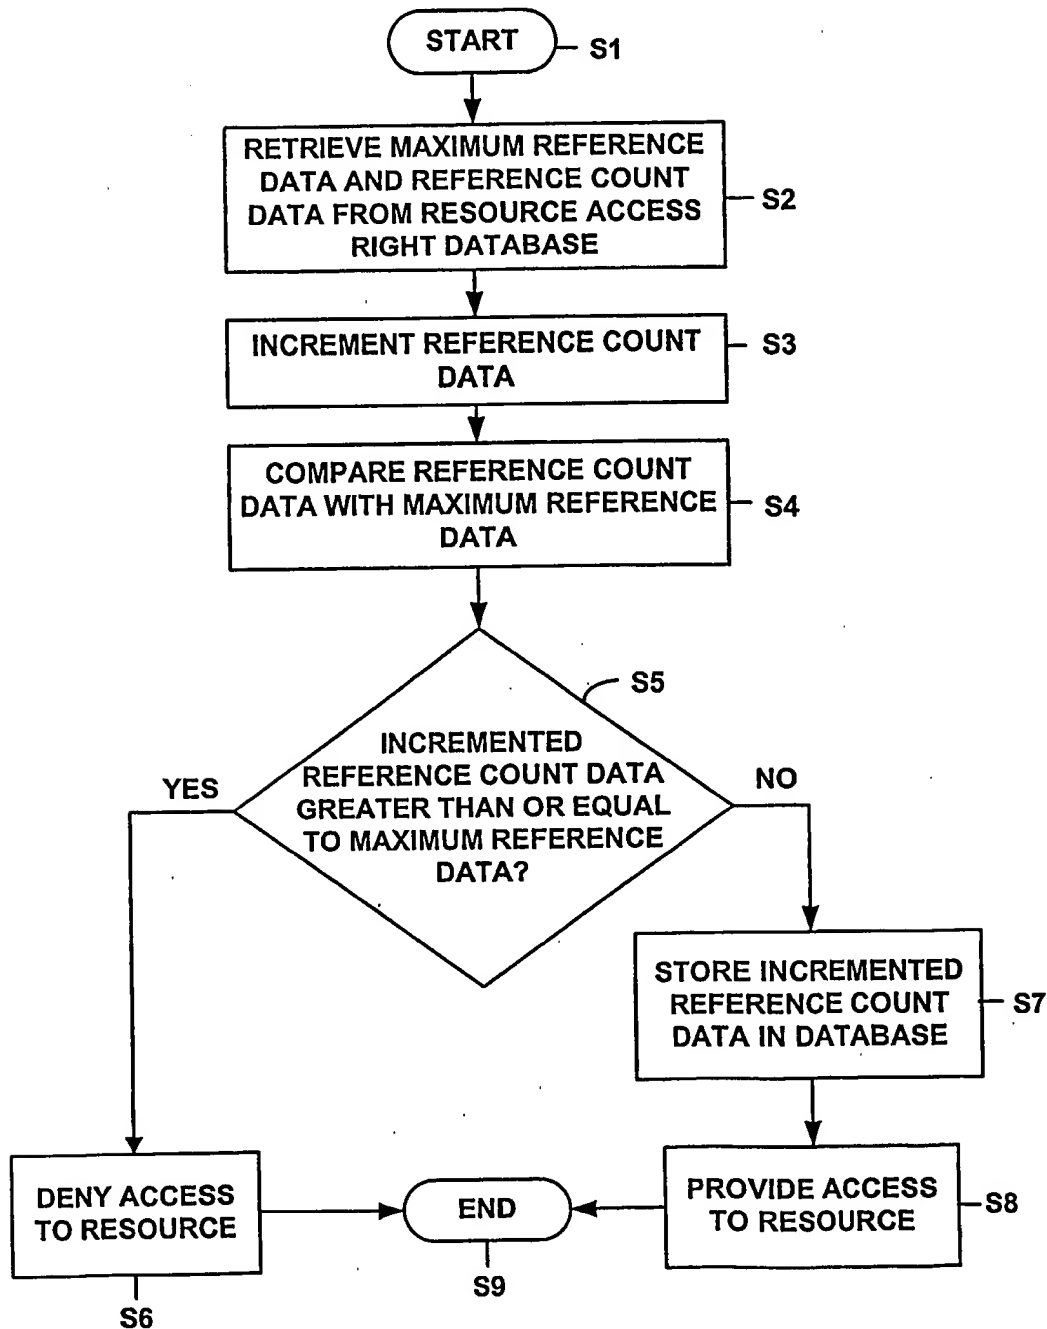 START
S1
RETRIEVE MAXIMUM REFERENCE
DATA AND REFERENCE COUNT
DATA FROM RESOURCE ACCESS
RIGHT DATABASE
S2
INCREMENT REFERENCE COUNT
DATA
S3
COMPARE REFERENCE COUNT
DATA WITH MAXIMUM REFERENCE
DATA
S4
S5
INCREMENTED
REFERENCE COUNT DATA
GREATER THAN OR EQUAL
TO MAXIMUM REFERENCE
DATA?
YES
NO
STORE INCREMENTED
REFERENCE COUNT
DATA IN DATABASE
S7
DENY ACCESS
TO RESOURCE
S6
END
S9
PROVIDE ACCESS
TO RESOURCE
S8